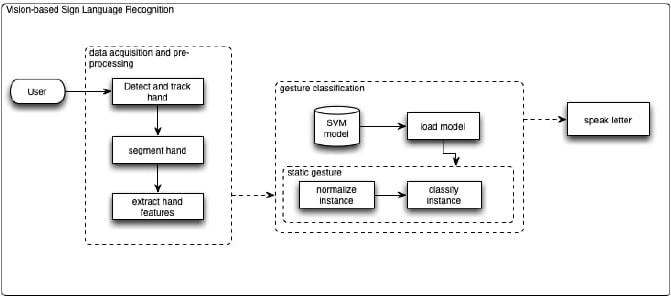 Vision-based Sign Language Recognition
data acquisition and pre-
processing
User
Detect and track
hand
segment hand
extract hand
features
gesture classification
SVM
model
load model
static gesture
normalize
instance
classify
instance
speak letter